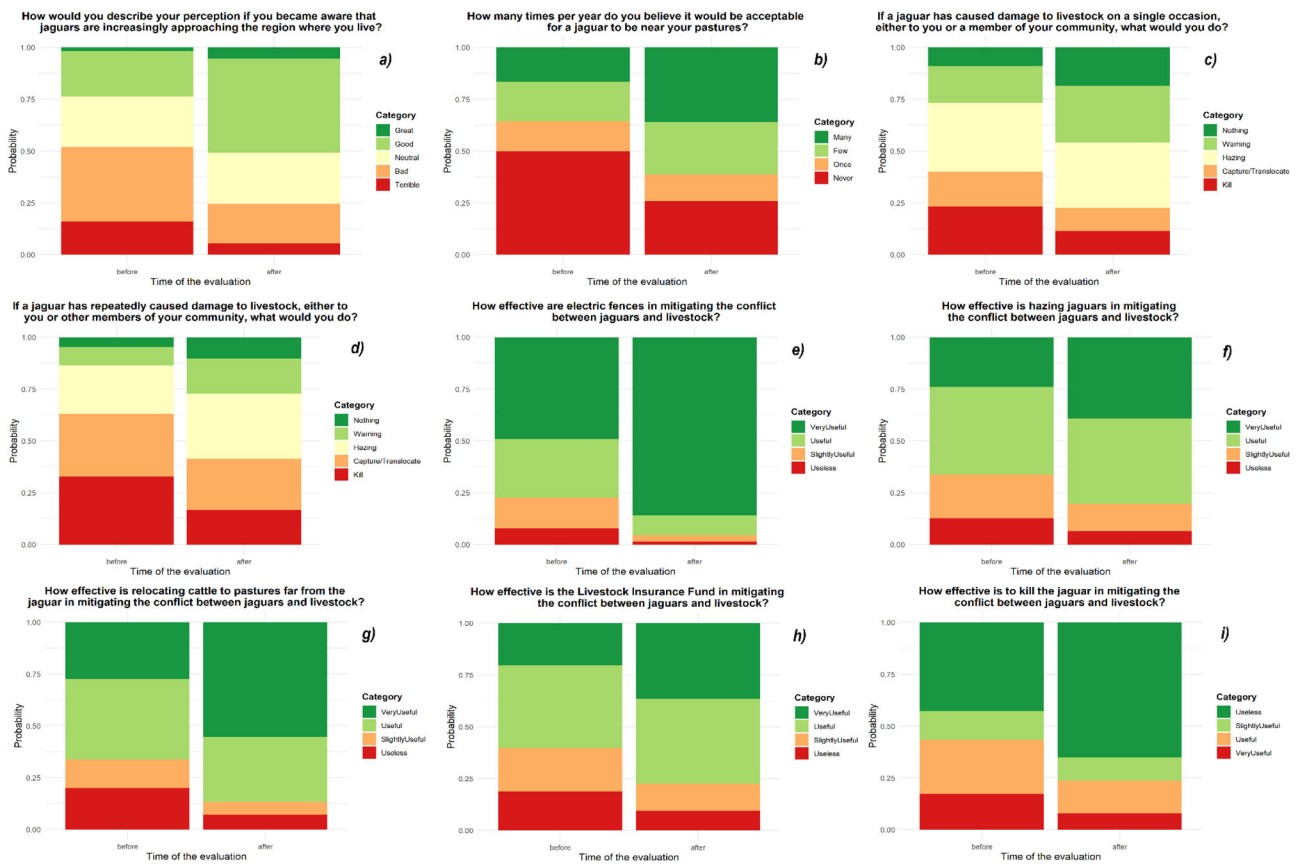 How would you describe your perception if you became aware that
jaguars are increasingly approaching the region where you live?
a)
1.00
0.75
0.50
0.25
0.00
Probability
before
after
Time of the evaluation
Category
Great
Good
Neutral
Bad
Terrible
How many times per year do you believe it would be acceptable
for a jaguar to be near your pastures?
b)
1.00
0.75
0.50
0.25
0.00
Probability
before
after
Time of the evaluation
Category
Many
Few
Once
Never
If a jaguar has caused damage to livestock on a single occasion,
either to you or a member of your community, what would you do?
c)
1.00
0.75
0.50
0.25
0.00
Probability
before
after
Time of the evaluation
Category
Nothing
Warning
Hazing
Capture/Translocate
Kill
If a jaguar has repeatedly caused damage to livestock, either to
you or other members of your community, what would you do?
d)
1.00
0.75
0.50
0.25
0.00
Probability
before
after
Time of the evaluation
Category
Nothing
Warning
Hazing
Capture/Translocate
Kill
How effective are electric fences in mitigating the conflict
between jaguars and livestock?
e)
1.00
0.75
0.50
0.25
0.00
Probability
before
after
Time of the evaluation
Category
VeryUseful
Useful
SlightlyUseful
Useless
How effective is hazing jaguars in mitigating
the conflict between jaguars and livestock?
f)
1.00
0.75
0.50
0.25
0.00
Probability
before
after
Time of the evaluation
Category
VeryUseful
Useful
SlightlyUseful
Useless
How effective is relocating cattle to pastures far from the
jaguar in mitigating the conflict between jaguars and livestock?
g)
1.00
0.75
0.50
0.25
0.00
Probability
before
after
Time of the evaluation
Category
VeryUseful
Useful
SlightlyUseful
Useless
How effective is the Livestock Insurance Fund in mitigating
the conflict between jaguars and livestock?
h)
1.00
0.75
0.50
0.25
0.00
Probability
before
after
Time of the evaluation
Category
VeryUseful
Useful
SlightlyUseful
Useless
How effective is to kill the jaguar in mitigating the
conflict between jaguars and livestock?
i)
1.00
0.75
0.50
0.25
0.00
Probability
before
after
Time of the evaluation
Category
Useless
SlightlyUseful
Useful
VeryUseful